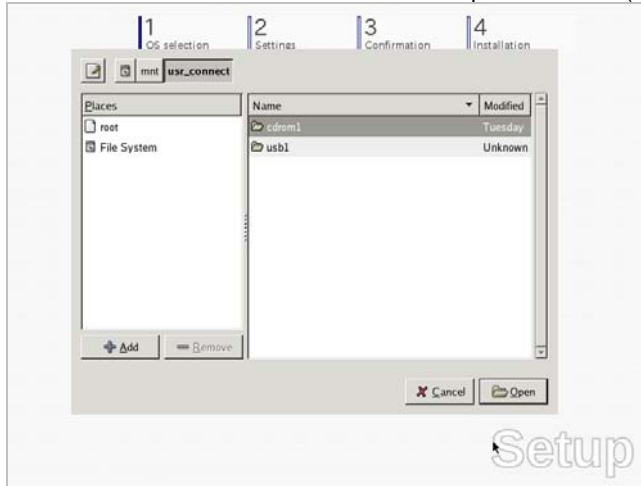 1 2 3 4
OS selection Settings Confirmation Installation
mnt usr_connect
Places
root
File System
Name Modified
cdrom1 Tuesday
usb1 Unknown
Add Remove
Cancel Open
Setup